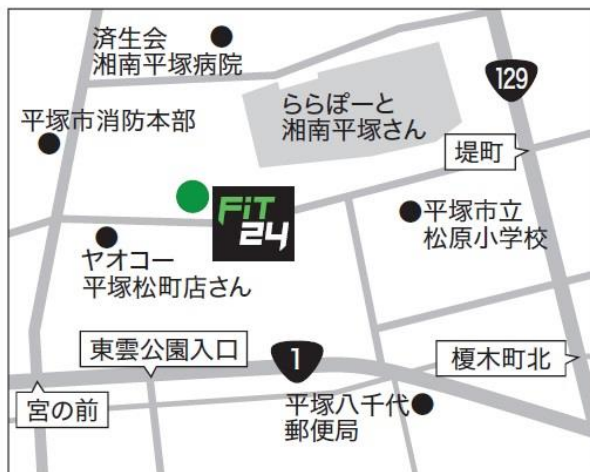 済生会
湘南平塚病院
129
ららぽーと
湘南平塚さん
平塚市消防本部
堤町
FiT
24
平塚市立
松原小学校
ヤオコー
平塚松町店さん
東雲公園入口
1
榎木町北
宮の前
平塚八千代
郵便局